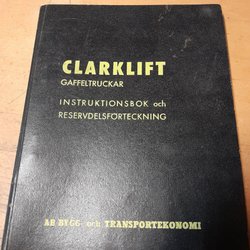 CLARKLIFT
GAFFELTRUCKAR
INSTRUKTIONSBOK och
RESERVDELSFÖRTECKNING
AB BYGG- och TRANSPORTEKONOMI